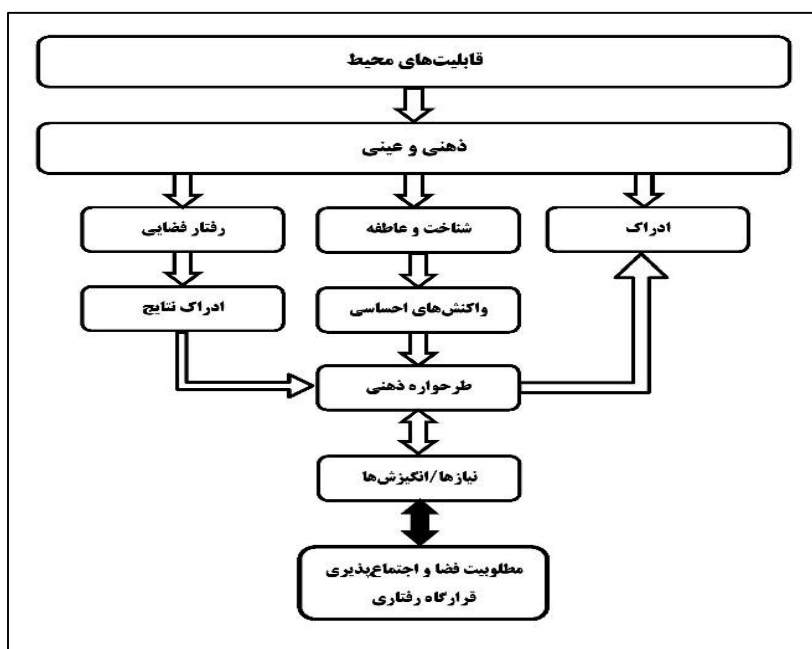 قابلیت‌های محیط
ذهنی و عینی
ادراک
شناخت و عاطفه
رفتار فضایی
واکنش‌های احساسی
ادراک نتایج
طرحواره ذهنی
نیازها/انگیزش‌ها
مطلوبیت فضا و اجتماع‌پذیری
قرارگاه رفتاری